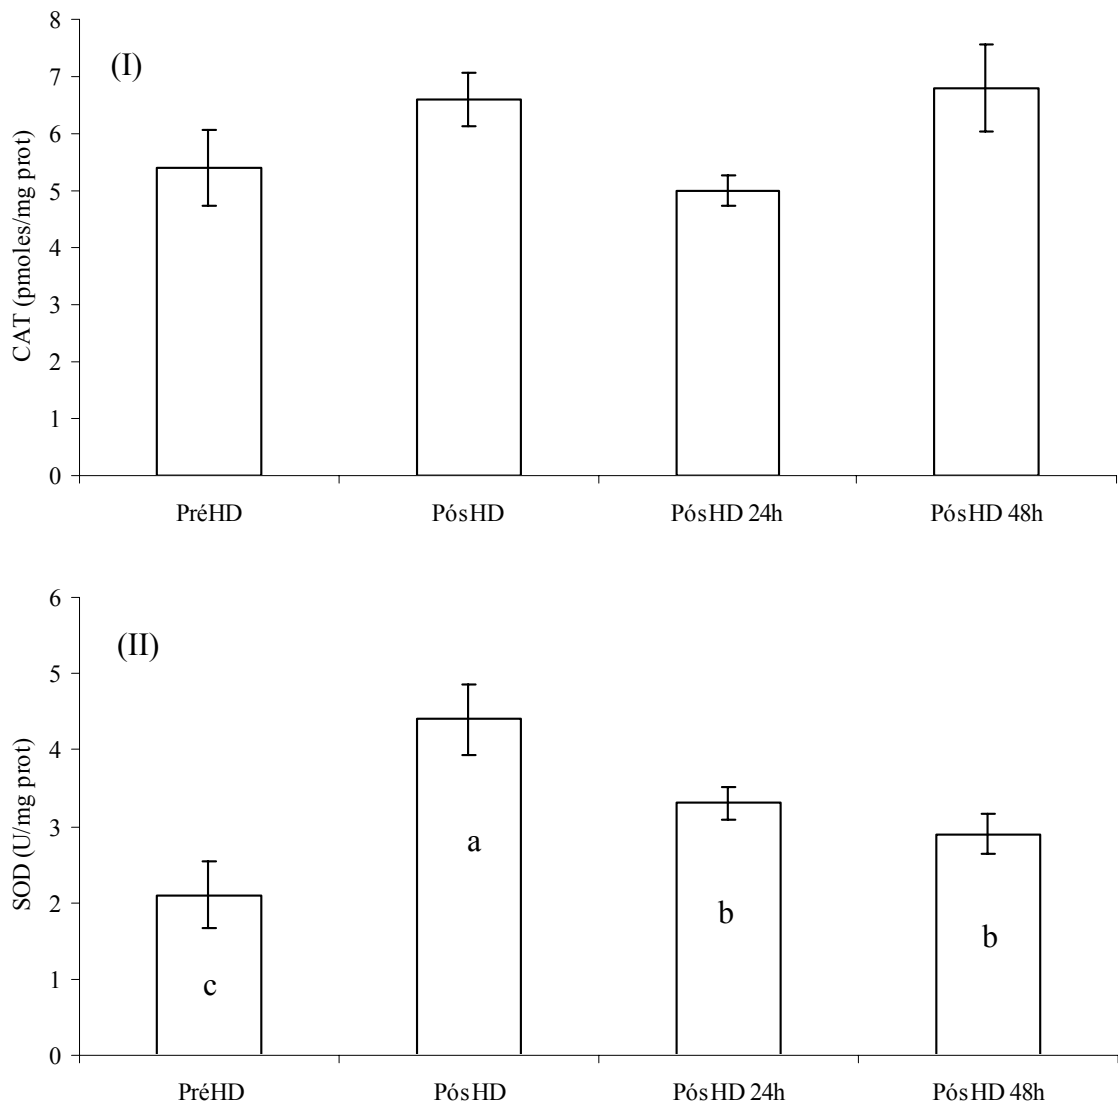 8
(I)
7
6
5
4
3
2
1
0
CAT (pmoles/mg prot)
PréHD
PósHD
PósHD 24h
PósHD 48h
6
(II)
5
4
3
2
1
0
SOD (U/mg prot)
c
a
b
b
PréHD
PósHD
PósHD 24h
PósHD 48h